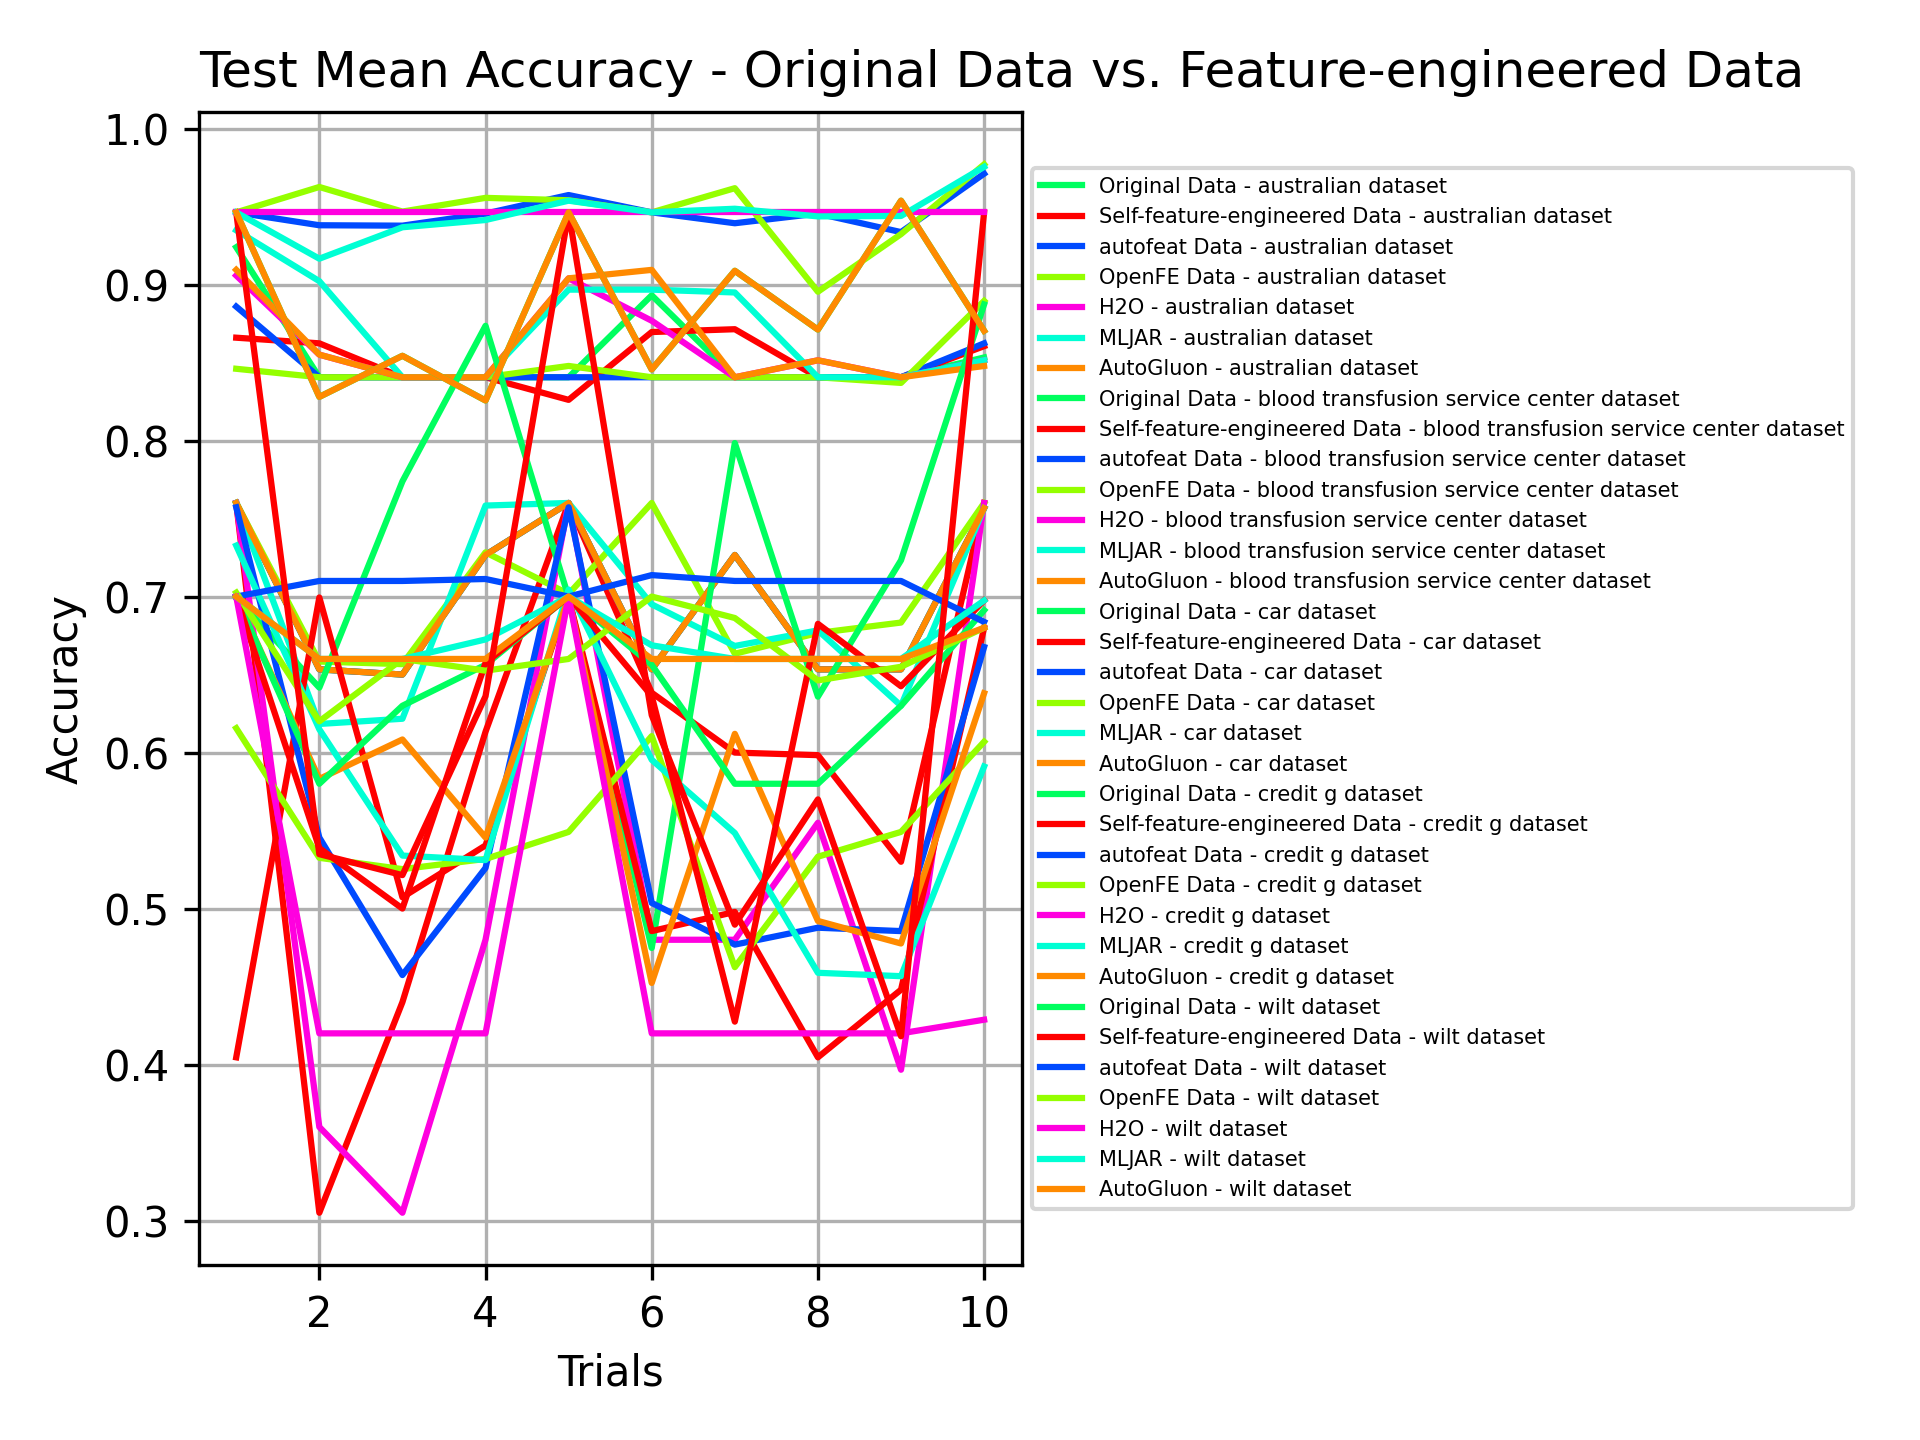 Test Mean Accuracy - Original Data vs. Feature-engineered Data
1.0
0.9
0.8
0.7
0.6
0.5
0.4
0.3
Accuracy
2
4
6
8
10
Trials
Original Data - australian dataset
Self-feature-engineered Data - australian dataset
autofeat Data - australian dataset
OpenFE Data - australian dataset
H2O - australian dataset
MLJAR - australian dataset
AutoGluon - australian dataset
Original Data - blood transfusion service center dataset
Self-feature-engineered Data - blood transfusion service center dataset
autofeat Data - blood transfusion service center dataset
OpenFE Data - blood transfusion service center dataset
H2O - blood transfusion service center dataset
MLJAR - blood transfusion service center dataset
AutoGluon - blood transfusion service center dataset
Original Data - car dataset
Self-feature-engineered Data - car dataset
autofeat Data - car dataset
OpenFE Data - car dataset
MLJAR - car dataset
AutoGluon - car dataset
Original Data - credit g dataset
Self-feature-engineered Data - credit g dataset
autofeat Data - credit g dataset
OpenFE Data - credit g dataset
H2O - credit g dataset
MLJAR - credit g dataset
AutoGluon - credit g dataset
Original Data - wilt dataset
Self-feature-engineered Data - wilt dataset
autofeat Data - wilt dataset
OpenFE Data - wilt dataset
H2O - wilt dataset
MLJAR - wilt dataset
AutoGluon - wilt dataset